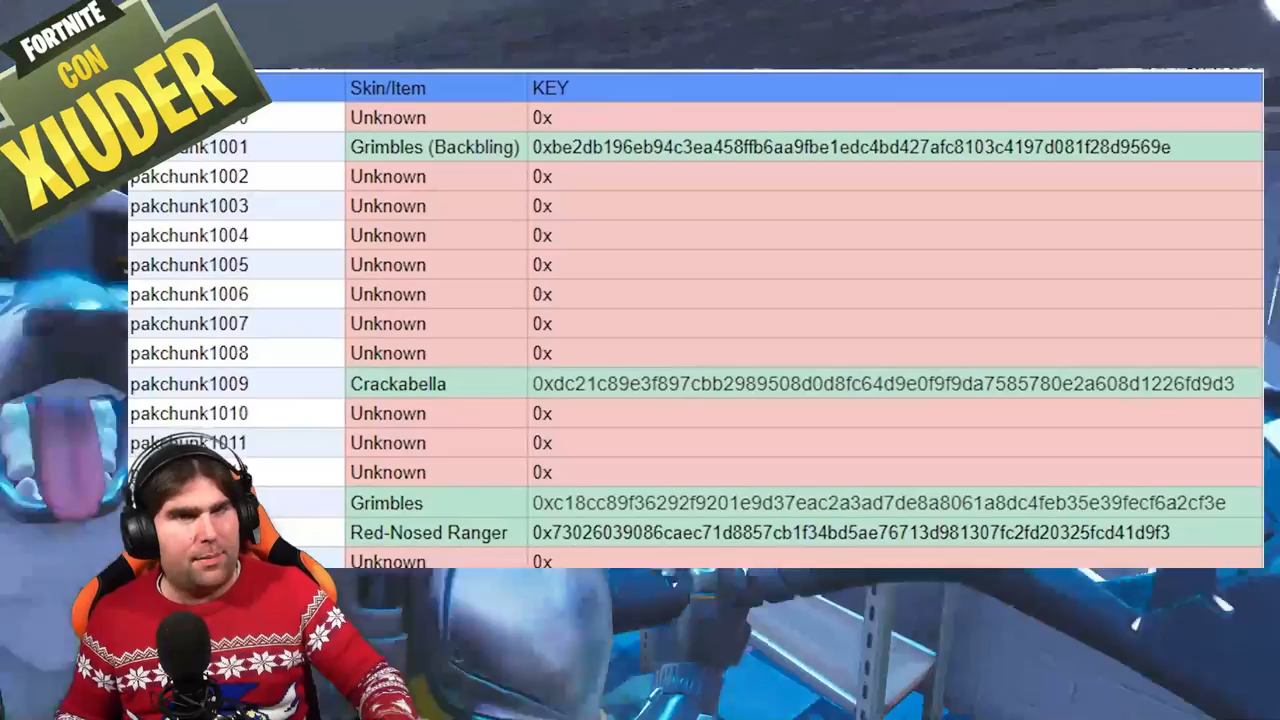 FORTNITE
CON
XIUDER
Skin/Item KEY
Unknown 0x
Grimbles (Backbling) 0xbe2db196eb94c3ea458ffb6aa9fbe1edc4bd427afc8103c4197d081f28d9569e
pakchunk1002 Unknown 0x
pakchunk1003 Unknown 0x
pakchunk1004 Unknown 0x
pakchunk1005 Unknown 0x
pakchunk1006 Unknown 0x
pakchunk1007 Unknown 0x
pakchunk1008 Unknown 0x
pakchunk1009 Crackabella 0xdc21c89e3f897cbb2989508d0d8fc64d9e0f9f9da7585780e2a608d1226fd9d3
pakchunk1010 Unknown 0x
pakchunk1011 Unknown 0x
Unknown 0x
Grimbles 0xc18cc89f36292f9201e9d37eac2a3ad7de8a8061a8dc4feb35e39fecf6a2cf3e
Red-Nosed Ranger 0x73026039086caec71d8857cb1f34bd5ae76713d981307fc2fd20325fcd41d9f3
Unknown 0x